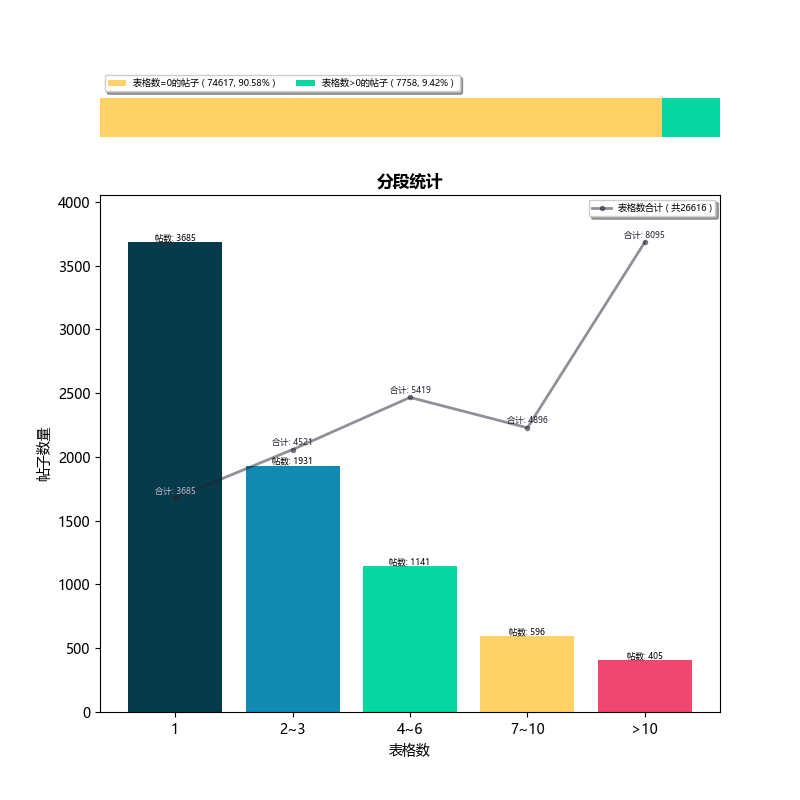 表格数=0的帖子 ( 74617, 90.58% )
表格数>0的帖子 ( 7758, 9.42% )
分段统计
表格数合计 ( 共26616 )
4000
3500
3000
2500
2000
1500
1000
500
0
帖子数量
帖数: 3685
合计: 3685
合计: 4521
帖数: 1931
合计: 5419
帖数: 1141
合计: 4896
帖数: 596
合计: 8095
帖数: 405
1
2~3
4~6
7~10
>10
表格数